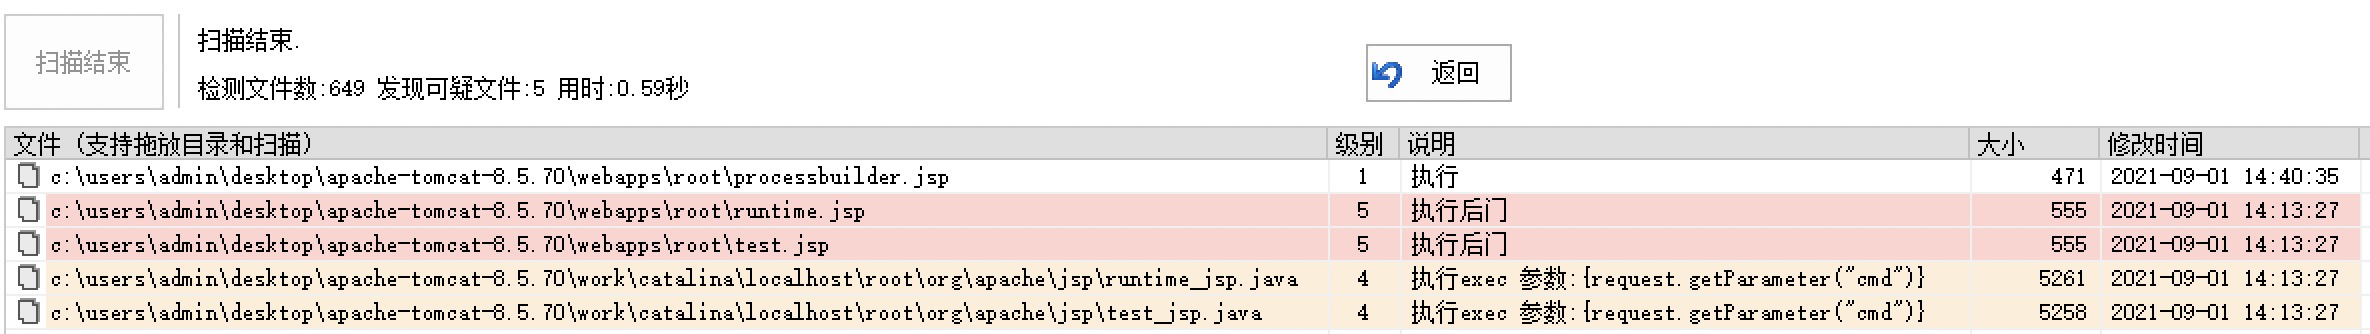 扫描结束
扫描结束.
检测文件数:649 发现可疑文件:5 用时:0.59秒
返回
文件 (支持拖放目录和扫描) 级别 说明 大小 修改时间
c:\users\admin\desktop\apache-tomcat-8.5.70\webapps\root\processbuilder.jsp 1 执行 471 2021-09-01 14:40:35
c:\users\admin\desktop\apache-tomcat-8.5.70\webapps\root\runtime.jsp 5 执行后门 555 2021-09-01 14:13:27
c:\users\admin\desktop\apache-tomcat-8.5.70\webapps\root\test.jsp 5 执行后门 555 2021-09-01 14:13:27
c:\users\admin\desktop\apache-tomcat-8.5.70\work\catalina\localhost\root\org\apache\jsp\runtime_jsp.java 4 执行exec 参数:{request.getParameter("cmd")} 5261 2021-09-01 14:13:27
c:\users\admin\desktop\apache-tomcat-8.5.70\work\catalina\localhost\root\org\apache\jsp\test_jsp.java 4 执行exec 参数:{request.getParameter("cmd")} 5258 2021-09-01 14:13:27